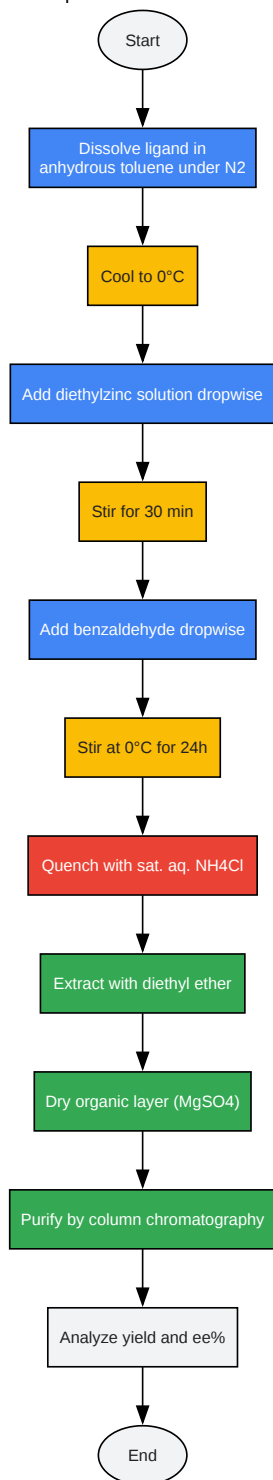 Start
Dissolve ligand in
anhydrous toluene under N2
Cool to 0°C
Add diethylzinc solution dropwise
Stir for 30 min
Add benzaldehyde dropwise
Stir at 0°C for 24h
Quench with sat. aq. NH4Cl
Extract with diethyl ether
Dry organic layer (MgSO4)
Purify by column chromatography
Analyze yield and ee%
End